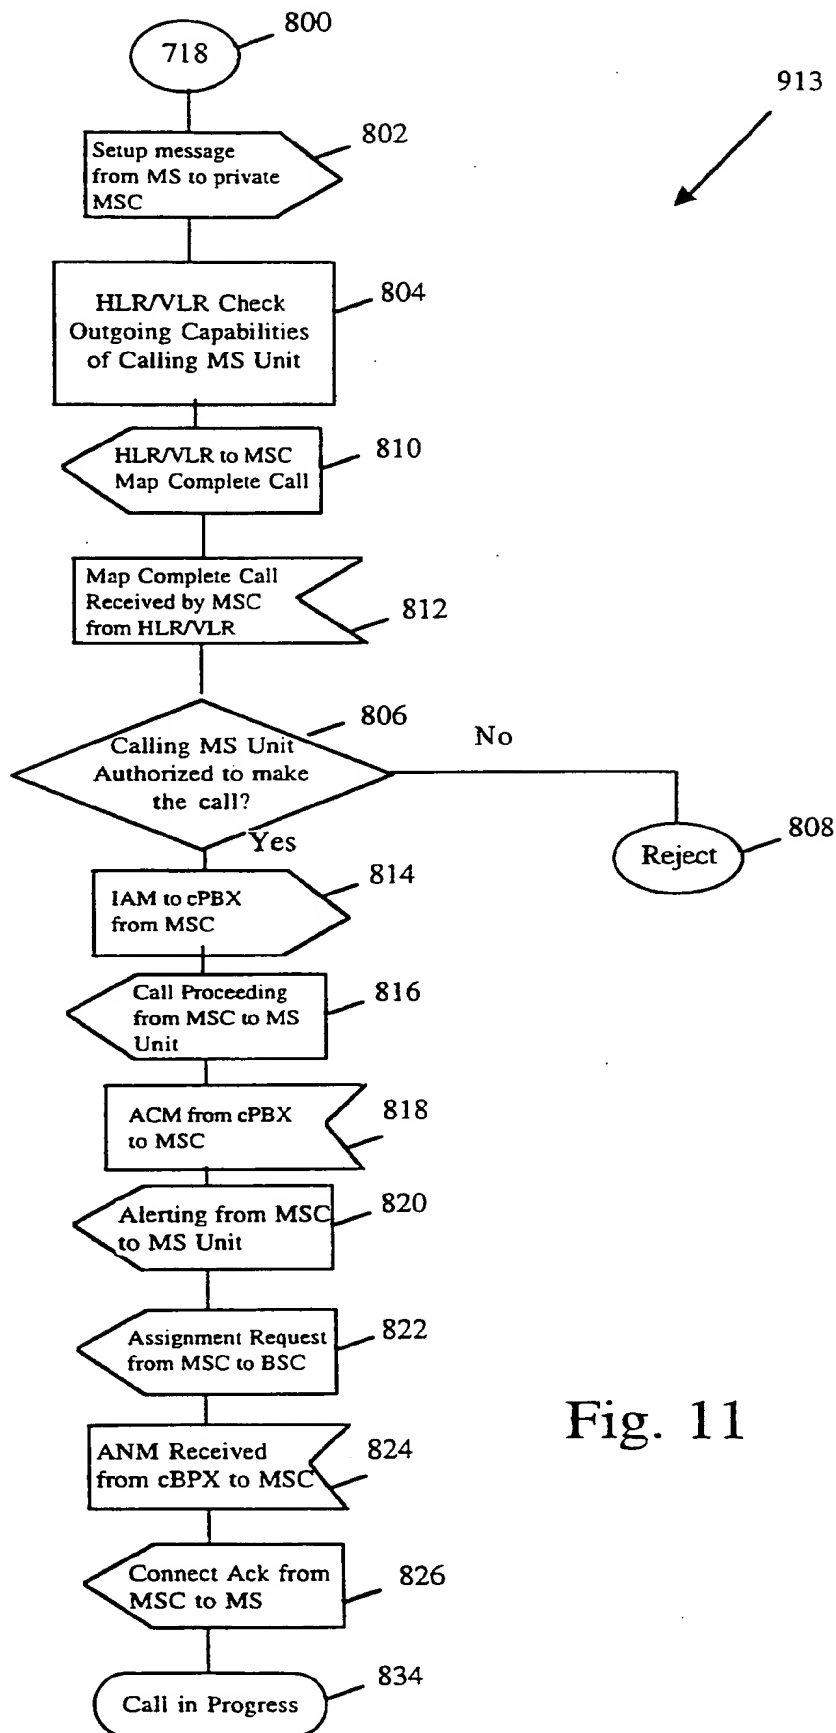 718
800
913
Setup message
from MS to private
MSC
802
HLR/VLR Check
Outgoing Capabilities
of Calling MS Unit
804
HLR/VLR to MSC
Map Complete Call
810
Map Complete Call
Received by MSC
from HLR/VLR
812
Calling MS Unit
Authorized to make
the call?
806
No
Yes
Reject
808
IAM to cPBX
from MSC
814
Call Proceeding
from MSC to MS
Unit
816
ACM from cPBX
to MSC
818
Alerting from MSC
to MS Unit
820
Assignment Request
from MSC to BSC
822
Fig. 11
ANM Received
from cBPX to MSC
824
Connect Ack from
MSC to MS
826
Call in Progress
834